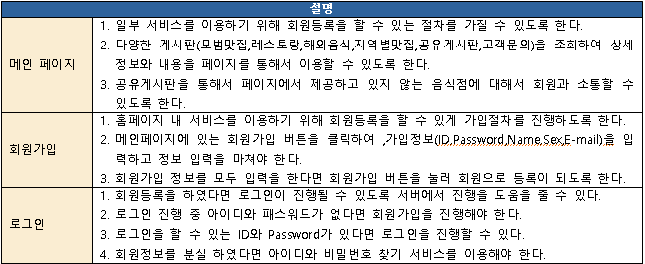 설명
메인 페이지
1. 일부 서비스를 이용하기 위해 회원등록을 할 수 있는 절차를 가질 수 있도록 한다.
2. 다양한 게시판(모범맛집,레스토랑,해외음식,지역별맛집,공유게시판,고객문의)을 조회하여 상세
정보와 내용을 페이지를 통해서 이용할 수 있도록 한다.
3. 공유게시판을 통해서 페이지에서 제공하고 있지 않는 음식점에 대해서 회원과 소통할 수
있도록 한다.
회원가입
1. 홈페이지 내 서비스를 이용하기 위해 회원등록을 할 수 있게 가입절차를 진행하도록 한다.
2. 메인페이지에 있는 회원가입 버튼을 클릭하여 ,가입정보(ID,Password,Name,Sex,E-mail)을 입
력하고 정보 입력을 마쳐야 한다.
3. 회원가입 정보를 모두 입력을 한다면 회원가입 버튼을 눌러 회원으로 등록이 되도록 한다.
로그인
1. 회원등록을 하였다면 로그인이 진행될 수 있도록 서버에서 진행을 도움을 줄 수 있다.
2. 로그인 진행 중 아이디와 패스워드가 없다면 회원가입을 진행해야 한다.
3. 로그인을 할 수 있는 ID와 Password가 있다면 로그인을 진행할 수 있다.
4. 회원정보를 분실 하였다면 아이디와 비밀번호 찾기 서비스를 이용해야 한다.